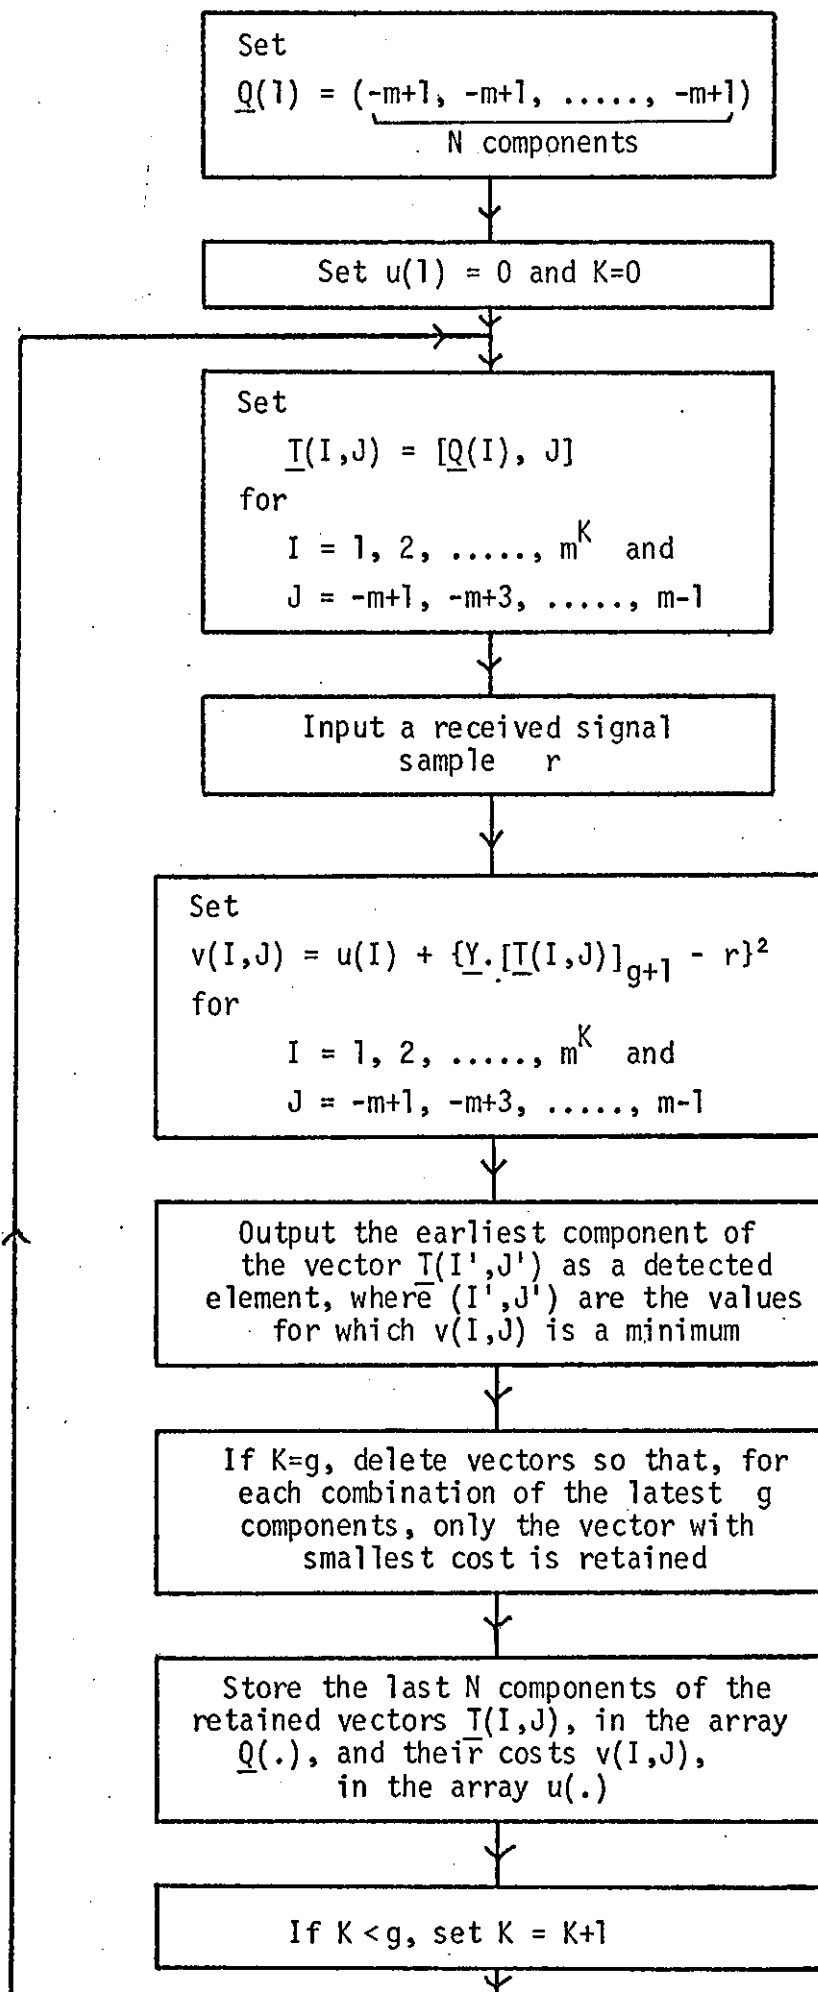 Set
Q(1) = (-m+1, -m+1, ....., -m+1)
N components
Set u(1) = 0 and K=0
Set
T(I,J) = [Q(I), J]
for
I = 1, 2, ....., m^K and
J = -m+1, -m+3, ....., m-1
Input a received signal
sample r
Set
v(I,J) = u(I) + {Y.[T(I,J)]_{g+1} - r}²
for
I = 1, 2, ....., m^K and
J = -m+1, -m+3, ....., m-1
Output the earliest component of
the vector T(I',J') as a detected
element, where (I',J') are the values
for which v(I,J) is a minimum
If K=g, delete vectors so that, for
each combination of the latest g
components, only the vector with
smallest cost is retained
Store the last N components of the
retained vectors T(I,J), in the array
Q(.), and their costs v(I,J),
in the array u(.)
If K<g, set K = K+1